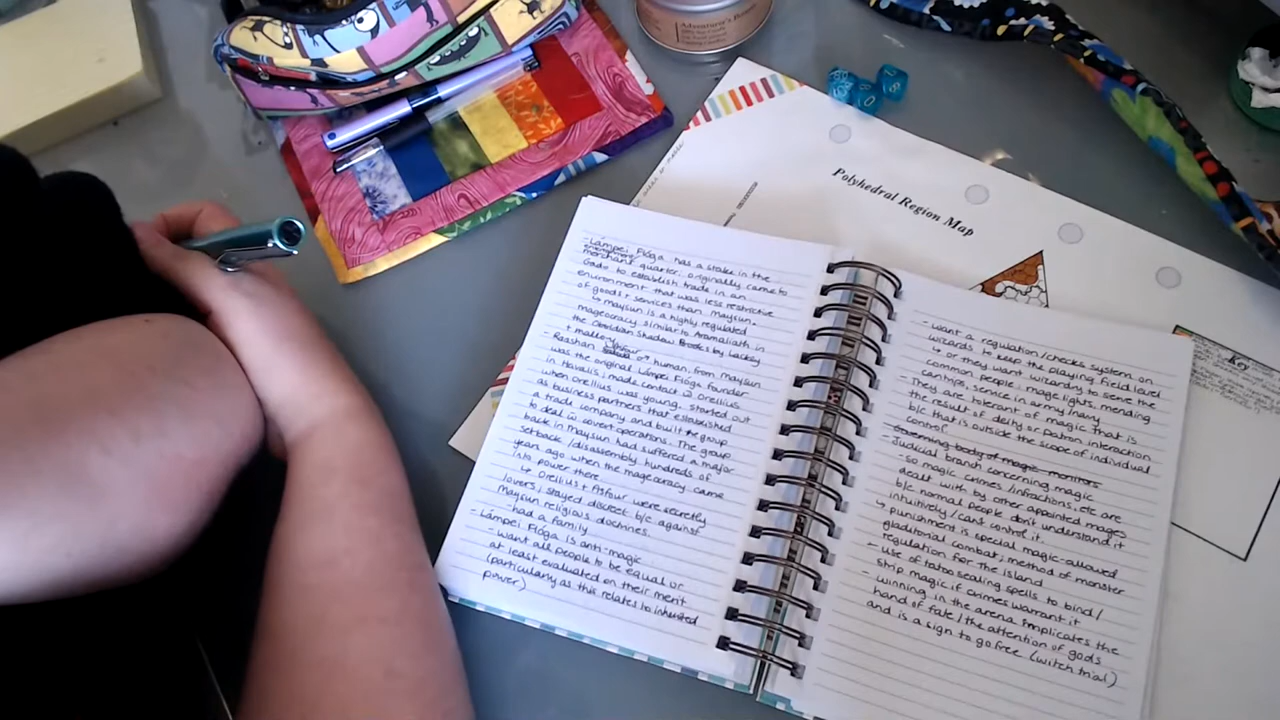 Adventurer's
Polyhedral Region Map
Key
- Lámpei Flóga has a stake in the
merchant quarter; originally came to
Gado to establish trade in an
environment that was less restrictive
of goods + services than Maysun.
↳ Maysun is a highly regulated
mageocracy similar to Aramaliath in
the Obsidian Shadow Books by Lackey
+ Mallory
- Raashan Asfour ♂ human, from Maysun
was the original Lámpei Flóga founder
in Havalis; made contact w Orellius
when Orellius was young. started out
as business partners that established
a trade company and built the group
to deal w covert operations. The group
back in Maysun had suffered a major
setback / disassembly hundreds of
years ago when the mageocracy came
into power there
↳ Orellius + Asfour were secretly
lovers; stayed discreet b/c against
Maysun religious doctrines.
- had a family
- Lámpei Flóga is anti-magic
- want all people to be equal or
at least evaluated on their merit
(particularly as this relates to inherited
power)
- want a regulation/checks system on
wizards to keep the playing field level
↳ or they want wizards to serve the
common people; mage lights, mending
cantrips, service in army/navy
- They are tolerant of magic that is
the result of deity or patron interaction
b/c that is outside the scope of individual
control
- Governing body of magic - monitors
- Judicial branch concerning magic
- so magic crimes/infractions, etc are
dealt with by other appointed mages
b/c normal people don't understand it
intuitively / can't control it
↳ punishment is special magic-allowed
gladitorial combat; method of monster
regulation for the island
- use of tatoo sealing spells to bind /
strip magic if crimes warrant it
- winning in the arena implicates the
hand of fate / the attention of gods
and is a sign to go free (witch trial)